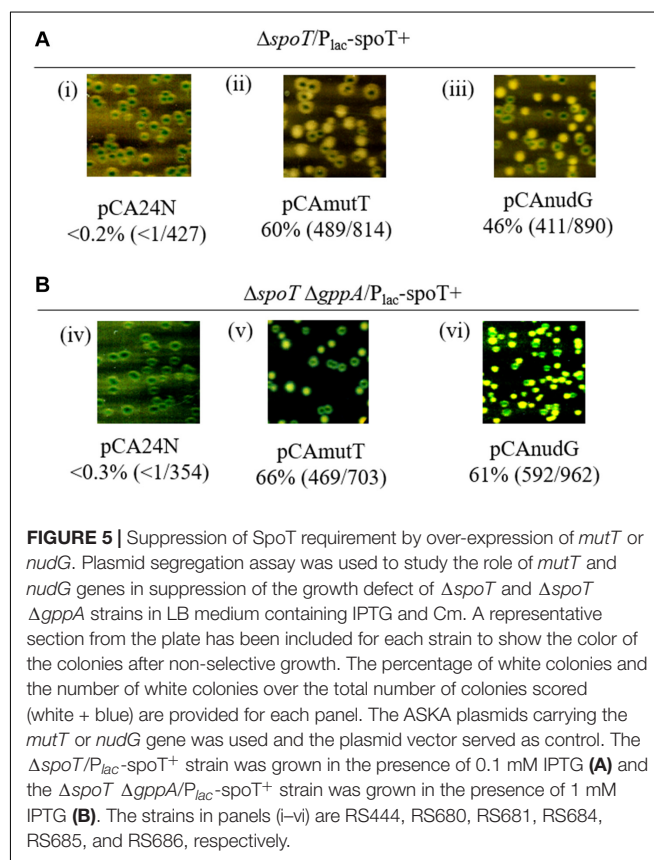 A
ΔspoT/Plac-spoT+
(i) (ii) (iii)
pCA24N pCAmutT pCAnudG
<0.2% (<1/427) 60% (489/814) 46% (411/890)
B
ΔspoT ΔgppA/Plac-spoT+
(iv) (v) (vi)
pCA24N pCAmutT pCAnudG
<0.3% (<1/354) 66% (469/703) 61% (592/962)
FIGURE 5 | Suppression of SpoT requirement by over-expression of mutT or
nudG. Plasmid segregation assay was used to study the role of mutT and
nudG genes in suppression of the growth defect of ΔspoT and ΔspoT
ΔgppA strains in LB medium containing IPTG and Cm. A representative
section from the plate has been included for each strain to show the color of
the colonies after non-selective growth. The percentage of white colonies and
the number of white colonies over the total number of colonies scored
(white + blue) are provided for each panel. The ASKA plasmids carrying the
mutT or nudG gene was used and the plasmid vector served as control. The
ΔspoT/Plac-spoT+ strain was grown in the presence of 0.1 mM IPTG (A) and
the ΔspoT ΔgppA/Plac-spoT+ strain was grown in the presence of 1 mM
IPTG (B). The strains in panels (i–vi) are RS444, RS680, RS681, RS684,
RS685, and RS686, respectively.